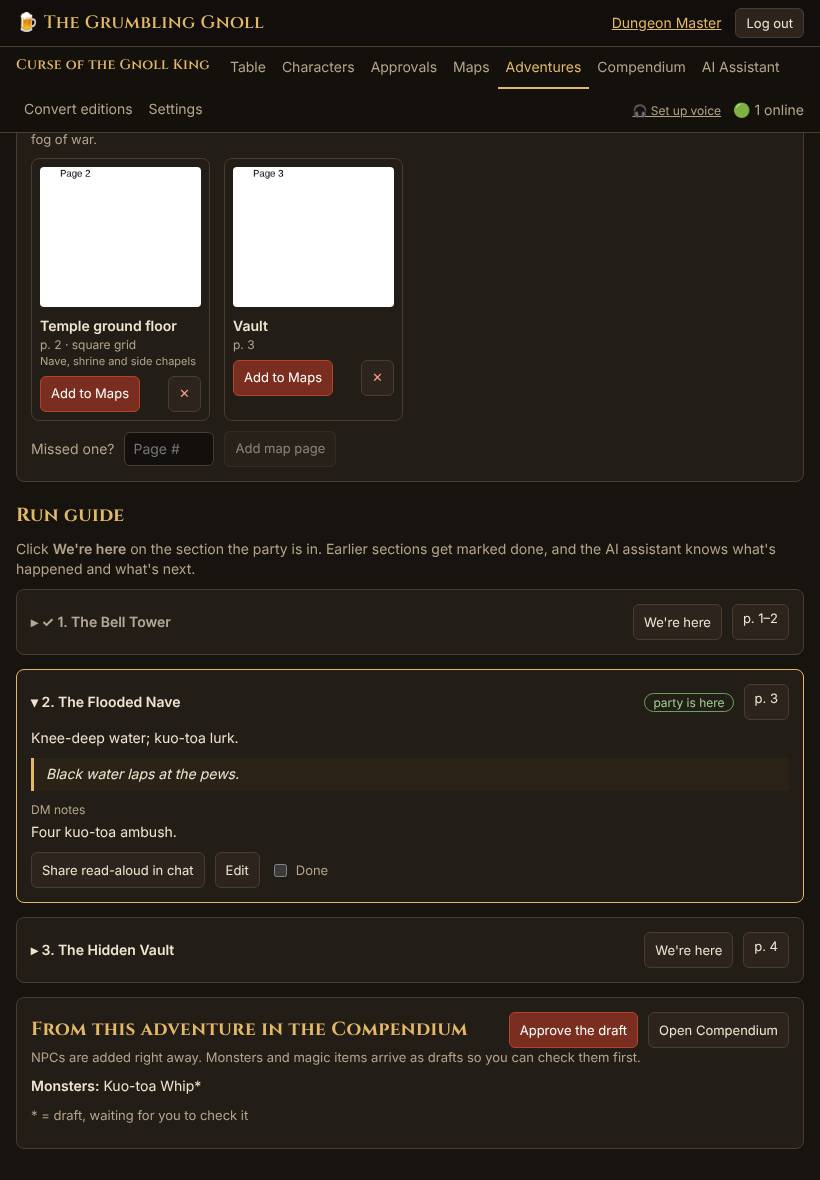 🍺 The Grumbling Gnoll
Dungeon Master
Log out
Curse of the Gnoll King
Table
Characters
Approvals
Maps
Adventures
Compendium
AI Assistant
Convert editions
Settings
🎧 Set up voice
🟢 1 online
fog of war.
Page 2
Temple ground floor
p. 2 · square grid
Nave, shrine and side chapels
Add to Maps
×
Page 3
Vault
p. 3
Add to Maps
×
Missed one?
Page #
Add map page
Run guide
Click We're here on the section the party is in. Earlier sections get marked done, and the AI assistant knows what's
happened and what's next.
▸ ✓ 1. The Bell Tower
We're here
p. 1–2
▾ 2. The Flooded Nave
party is here
p. 3
Knee-deep water; kuo-toa lurk.
Black water laps at the pews.
DM notes
Four kuo-toa ambush.
Share read-aloud in chat
Edit
Done
▸ 3. The Hidden Vault
We're here
p. 4
From this adventure in the Compendium
Approve the draft
Open Compendium
NPCs are added right away. Monsters and magic items arrive as drafts so you can check them first.
Monsters: Kuo-toa Whip*
* = draft, waiting for you to check it